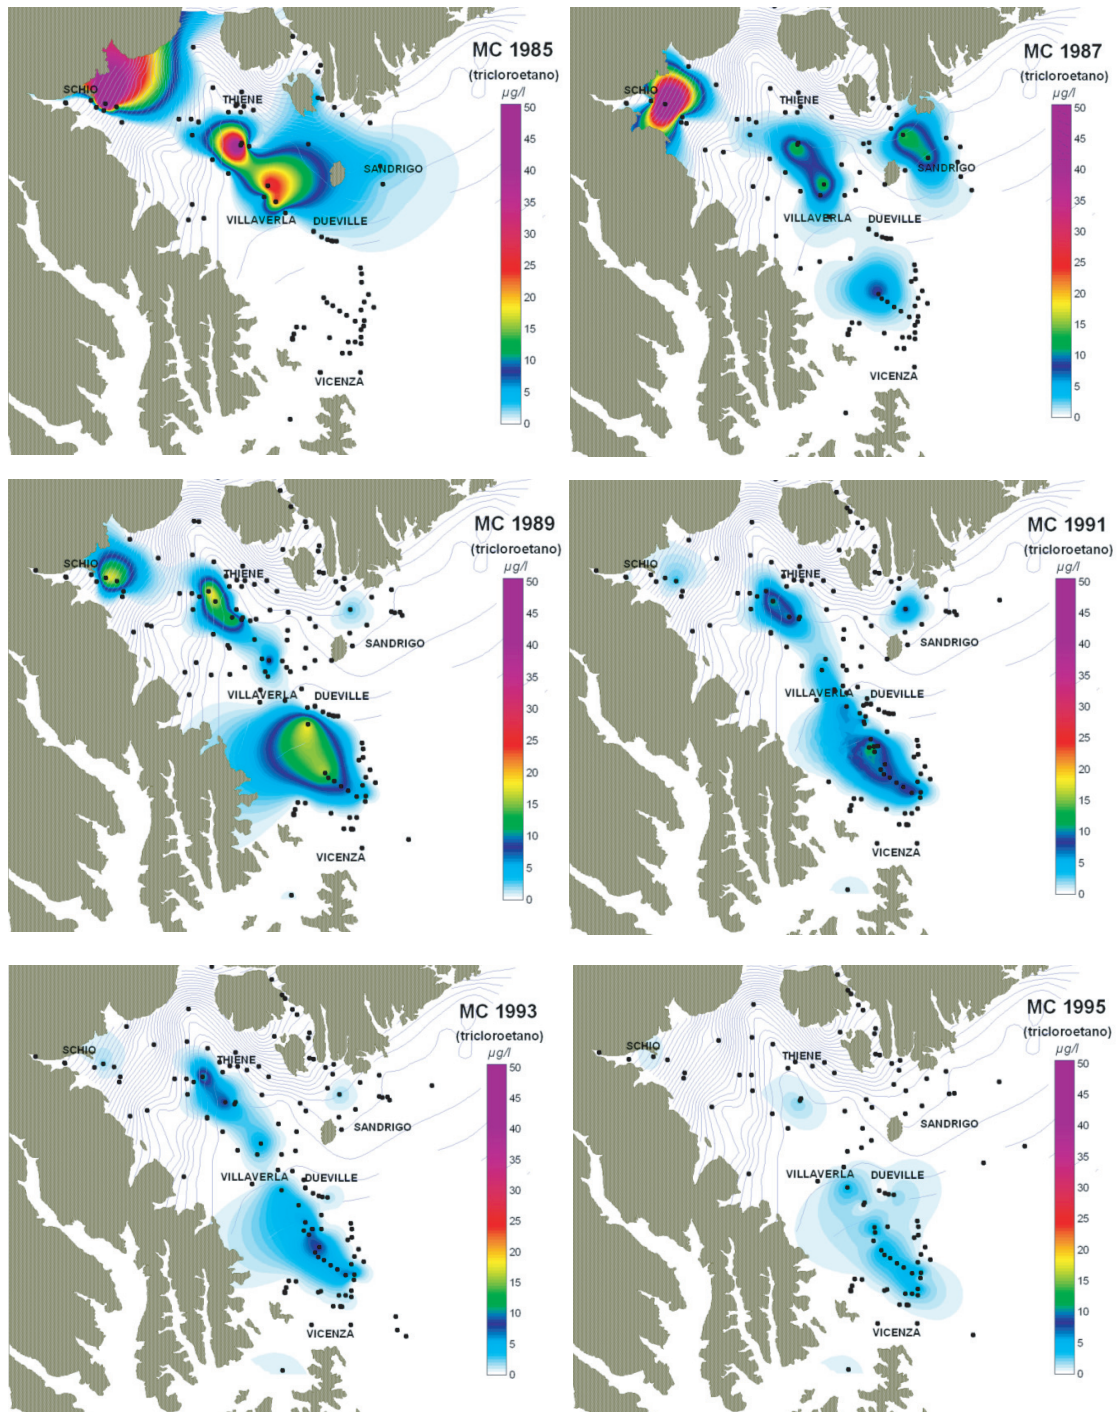 MC 1985
(tricloroetano)
µg/l
SCHIO
THIENE
SANDRIGO
VILLAVERLA DUEVILLE
VICENZA
50
45
40
35
30
25
20
15
10
5
0
MC 1987
(tricloroetano)
µg/l
SCHIO
THIENE
SANDRIGO
VILLAVERLA DUEVILLE
VICENZA
50
45
40
35
30
25
20
15
10
5
0
MC 1989
(tricloroetano)
µg/l
SCHIO
THIENE
SANDRIGO
VILLAVERLA DUEVILLE
VICENZA
50
45
40
35
30
25
20
15
10
5
0
MC 1991
(tricloroetano)
µg/l
SCHIO
THIENE
SANDRIGO
VILLAVERLA DUEVILLE
VICENZA
50
45
40
35
30
25
20
15
10
5
0
MC 1993
(tricloroetano)
µg/l
SCHIO
THIENE
SANDRIGO
VILLAVERLA DUEVILLE
VICENZA
50
45
40
35
30
25
20
15
10
5
0
MC 1995
(tricloroetano)
µg/l
SCHIO
THIENE
SANDRIGO
VILLAVERLA DUEVILLE
VICENZA
50
45
40
35
30
25
20
15
10
5
0